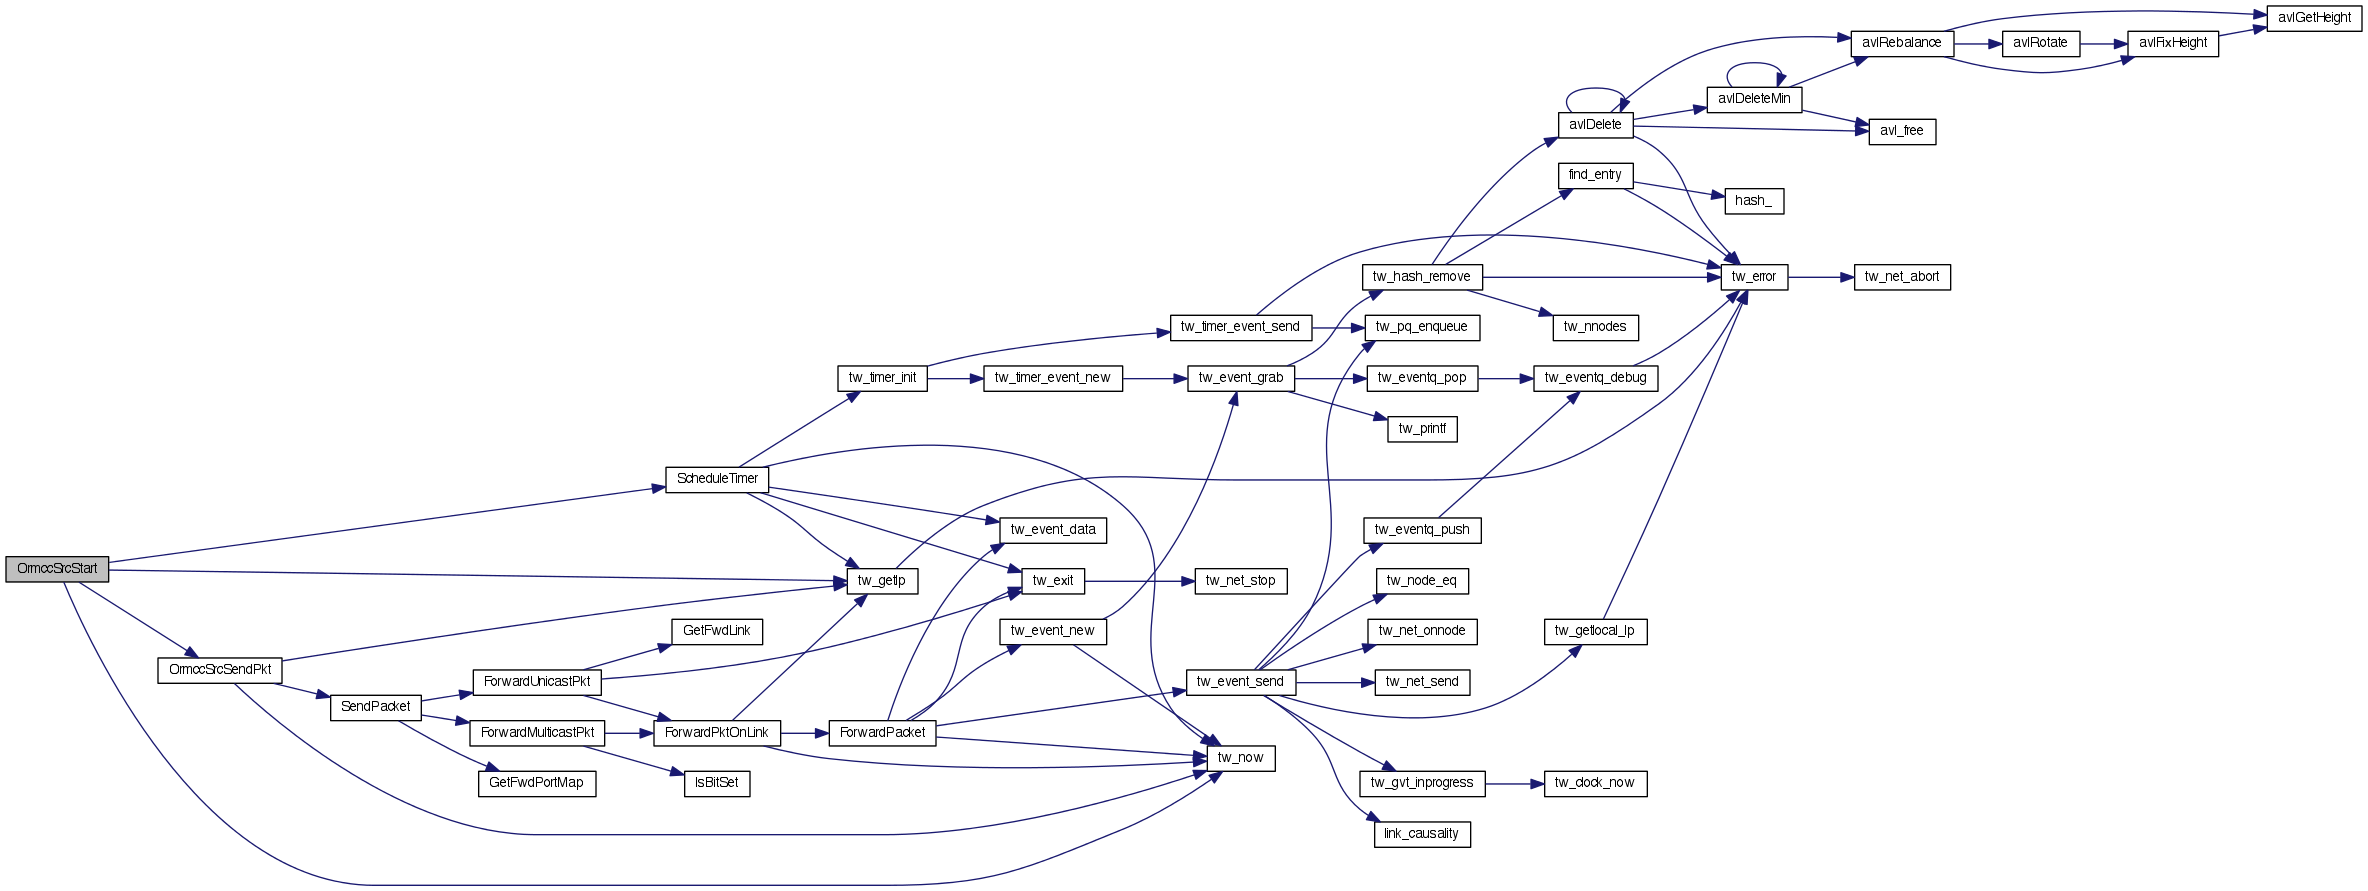 avlGetHeight
avlRebalance
avlRotate
avlFixHeight
avlDeleteMin
avlDelete
avl_free
find_entry
hash_
tw_hash_remove
tw_error
tw_net_abort
tw_timer_event_send
tw_pq_enqueue
tw_nnodes
tw_timer_init
tw_timer_event_new
tw_event_grab
tw_eventq_pop
tw_eventq_debug
tw_printf
ScheduleTimer
tw_event_data
tw_eventq_push
OrmccSrcStart
tw_getlp
tw_exit
tw_net_stop
tw_node_eq
GetFwdLink
tw_event_new
tw_net_onnode
tw_getlocal_lp
OrmccSrcSendPkt
ForwardUnicastPkt
tw_event_send
tw_net_send
SendPacket
ForwardMulticastPkt
ForwardPktOnLink
ForwardPacket
tw_now
GetFwdPortMap
IsBitSet
tw_gvt_inprogress
tw_clock_now
link_causality